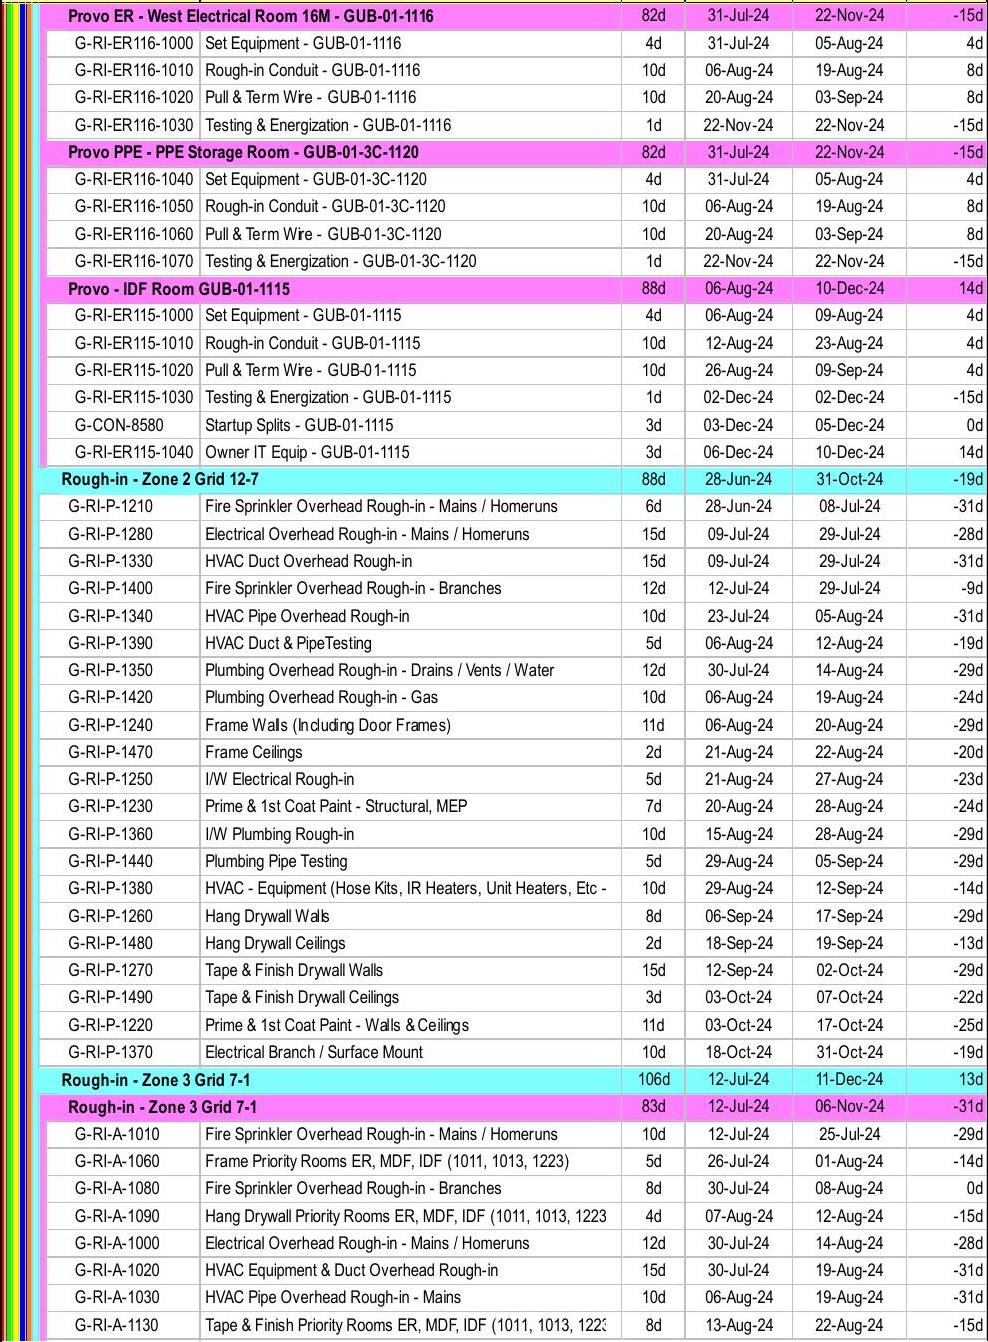 Provo ER - West Electrical Room 16M - GUB-01-1116 82d 31-Jul-24 22-Nov-24 -15d
G-RI-ER116-1000 Set Equipment - GUB-01-1116 4d 31-Jul-24 05-Aug-24 4d
G-RI-ER116-1010 Rough-in Conduit - GUB-01-1116 10d 06-Aug-24 19-Aug-24 8d
G-RI-ER116-1020 Pull & Term Wire - GUB-01-1116 10d 20-Aug-24 03-Sep-24 8d
G-RI-ER116-1030 Testing & Energization - GUB-01-1116 1d 22-Nov-24 22-Nov-24 -15d
Provo PPE - PPE Storage Room - GUB-01-3C-1120 82d 31-Jul-24 22-Nov-24 -15d
G-RI-ER116-1040 Set Equipment - GUB-01-3C-1120 4d 31-Jul-24 05-Aug-24 4d
G-RI-ER116-1050 Rough-in Conduit - GUB-01-3C-1120 10d 06-Aug-24 19-Aug-24 8d
G-RI-ER116-1060 Pull & Term Wire - GUB-01-3C-1120 10d 20-Aug-24 03-Sep-24 8d
G-RI-ER116-1070 Testing & Energization - GUB-01-3C-1120 1d 22-Nov-24 22-Nov-24 -15d
Provo - IDF Room GUB-01-1115 88d 06-Aug-24 10-Dec-24 14d
G-RI-ER115-1000 Set Equipment - GUB-01-1115 4d 06-Aug-24 09-Aug-24 4d
G-RI-ER115-1010 Rough-in Conduit - GUB-01-1115 10d 12-Aug-24 23-Aug-24 4d
G-RI-ER115-1020 Pull & Term Wire - GUB-01-1115 10d 26-Aug-24 09-Sep-24 4d
G-RI-ER115-1030 Testing & Energization - GUB-01-1115 1d 02-Dec-24 02-Dec-24 -15d
G-CON-8580 Startup Splits - GUB-01-1115 3d 03-Dec-24 05-Dec-24 0d
G-RI-ER115-1040 Owner IT Equip - GUB-01-1115 3d 06-Dec-24 10-Dec-24 14d
Rough-in - Zone 2 Grid 12-7 88d 28-Jun-24 31-Oct-24 -19d
G-RI-P-1210 Fire Sprinkler Overhead Rough-in - Mains / Homeruns 6d 28-Jun-24 08-Jul-24 -31d
G-RI-P-1280 Electrical Overhead Rough-in - Mains / Homeruns 15d 09-Jul-24 29-Jul-24 -28d
G-RI-P-1330 HVAC Duct Overhead Rough-in 15d 09-Jul-24 29-Jul-24 -31d
G-RI-P-1400 Fire Sprinkler Overhead Rough-in - Branches 12d 12-Jul-24 29-Jul-24 -9d
G-RI-P-1340 HVAC Pipe Overhead Rough-in 10d 23-Jul-24 05-Aug-24 -31d
G-RI-P-1390 HVAC Duct & PipeTesting 5d 06-Aug-24 12-Aug-24 -19d
G-RI-P-1350 Plumbing Overhead Rough-in - Drains / Vents / Water 12d 30-Jul-24 14-Aug-24 -29d
G-RI-P-1420 Plumbing Overhead Rough-in - Gas 10d 06-Aug-24 19-Aug-24 -24d
G-RI-P-1240 Frame Walls (Including Door Frames) 11d 06-Aug-24 20-Aug-24 -29d
G-RI-P-1470 Frame Ceilings 2d 21-Aug-24 22-Aug-24 -20d
G-RI-P-1250 I/W Electrical Rough-in 5d 21-Aug-24 27-Aug-24 -23d
G-RI-P-1230 Prime & 1st Coat Paint - Structural, MEP 7d 20-Aug-24 28-Aug-24 -24d
G-RI-P-1360 I/W Plumbing Rough-in 10d 15-Aug-24 28-Aug-24 -29d
G-RI-P-1440 Plumbing Pipe Testing 5d 29-Aug-24 05-Sep-24 -29d
G-RI-P-1380 HVAC - Equipment (Hose Kits, IR Heaters, Unit Heaters, Etc - 10d 29-Aug-24 12-Sep-24 -14d
G-RI-P-1260 Hang Drywall Walls 8d 06-Sep-24 17-Sep-24 -29d
G-RI-P-1480 Hang Drywall Ceilings 2d 18-Sep-24 19-Sep-24 -13d
G-RI-P-1270 Tape & Finish Drywall Walls 15d 12-Sep-24 02-Oct-24 -29d
G-RI-P-1490 Tape & Finish Drywall Ceilings 3d 03-Oct-24 07-Oct-24 -22d
G-RI-P-1220 Prime & 1st Coat Paint - Walls & Ceilings 11d 03-Oct-24 17-Oct-24 -25d
G-RI-P-1370 Electrical Branch / Surface Mount 10d 18-Oct-24 31-Oct-24 -19d
Rough-in - Zone 3 Grid 7-1 106d 12-Jul-24 11-Dec-24 13d
Rough-in - Zone 3 Grid 7-1 83d 12-Jul-24 06-Nov-24 -31d
G-RI-A-1010 Fire Sprinkler Overhead Rough-in - Mains / Homeruns 10d 12-Jul-24 25-Jul-24 -29d
G-RI-A-1060 Frame Priority Rooms ER, MDF, IDF (1011, 1013, 1223) 5d 26-Jul-24 01-Aug-24 -14d
G-RI-A-1080 Fire Sprinkler Overhead Rough-in - Branches 8d 30-Jul-24 08-Aug-24 0d
G-RI-A-1090 Hang Drywall Priority Rooms ER, MDF, IDF (1011, 1013, 1223 4d 07-Aug-24 12-Aug-24 -15d
G-RI-A-1000 Electrical Overhead Rough-in - Mains / Homeruns 12d 30-Jul-24 14-Aug-24 -28d
G-RI-A-1020 HVAC Equipment & Duct Overhead Rough-in 15d 30-Jul-24 19-Aug-24 -31d
G-RI-A-1030 HVAC Pipe Overhead Rough-in - Mains 10d 06-Aug-24 19-Aug-24 -31d
G-RI-A-1130 Tape & Finish Priority Rooms ER, MDF, IDF (1011, 1013, 1223 8d 13-Aug-24 22-Aug-24 -15d